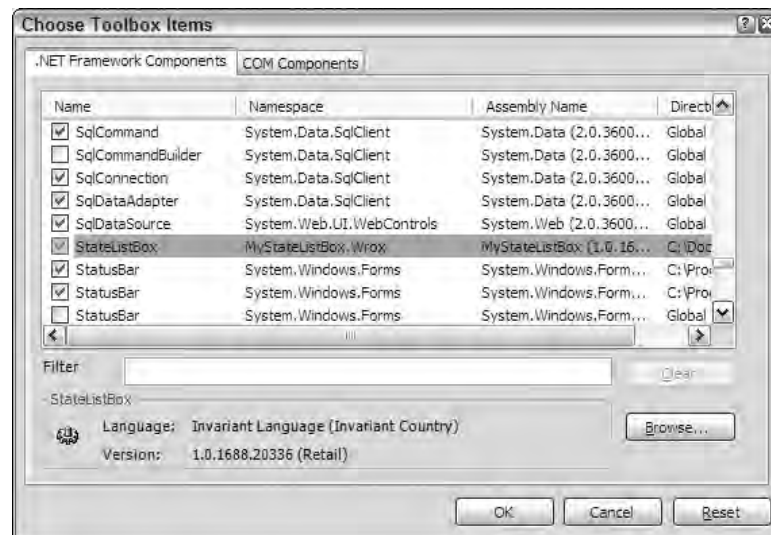 Choose Toolbox Items
.NET Framework Components COM Components
Name Namespace Assembly Name Directi
SqlCommand System.Data.SqlClient System.Data (2.0.3600... Global
SqlCommandBuilder System.Data.SqlClient System.Data (2.0.3600... Global
SqlConnection System.Data.SqlClient System.Data (2.0.3600... Global
SqlDataAdapter System.Data.SqlClient System.Data (2.0.3600... Global
SqlDataSource System.Web.UI.WebControls System.Web (2.0.3600... Global
StateListBox MyStateListBox.Wrox MyStateListBox (1.0.16... C:\Doc
StatusBar System.Windows.Forms System.Windows.Form... C:\Pro
StatusBar System.Windows.Forms System.Windows.Form... C:\Pro
StatusBar System.Windows.Forms System.Windows.Form... Global
Filter Clear
StateListBox
Language: Invariant Language (Invariant Country) Browse...
Version: 1.0.1688.20336 (Retail)
OK Cancel Reset